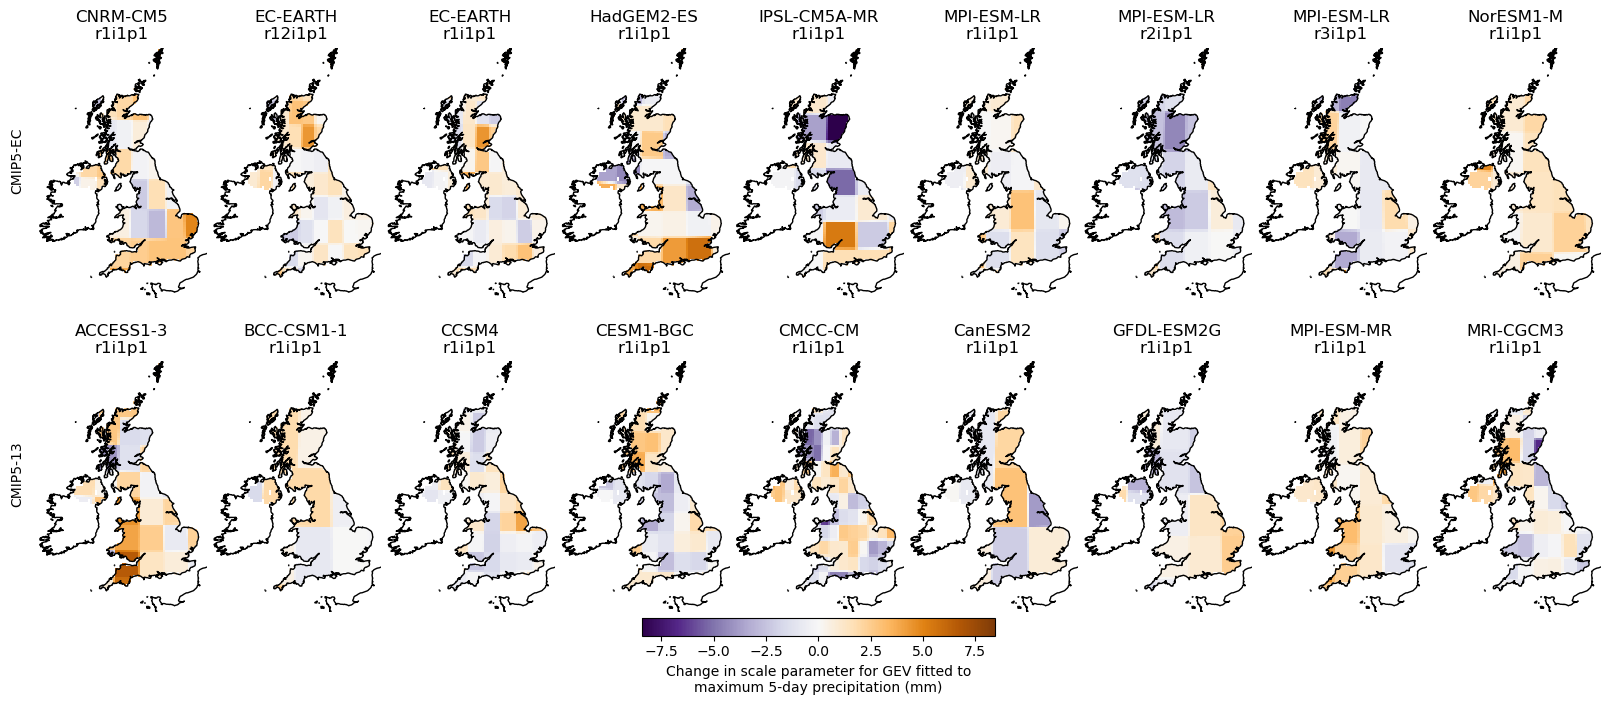 CNRM-CM5
r1i1p1
EC-EARTH
r12i1p1
EC-EARTH
r1i1p1
HadGEM2-ES
r1i1p1
IPSL-CM5A-MR
r1i1p1
MPI-ESM-LR
r1i1p1
MPI-ESM-LR
r2i1p1
MPI-ESM-LR
r3i1p1
NorESM1-M
r1i1p1
CMIP5-EC
ACCESS1-3
r1i1p1
BCC-CSM1-1
r1i1p1
CCSM4
r1i1p1
CESM1-BGC
r1i1p1
CMCC-CM
r1i1p1
CanESM2
r1i1p1
GFDL-ESM2G
r1i1p1
MPI-ESM-MR
r1i1p1
MRI-CGCM3
r1i1p1
CMIP5-13
−7.5 −5.0 −2.5 0.0 2.5 5.0 7.5
Change in scale parameter for GEV fitted to
maximum 5-day precipitation (mm)